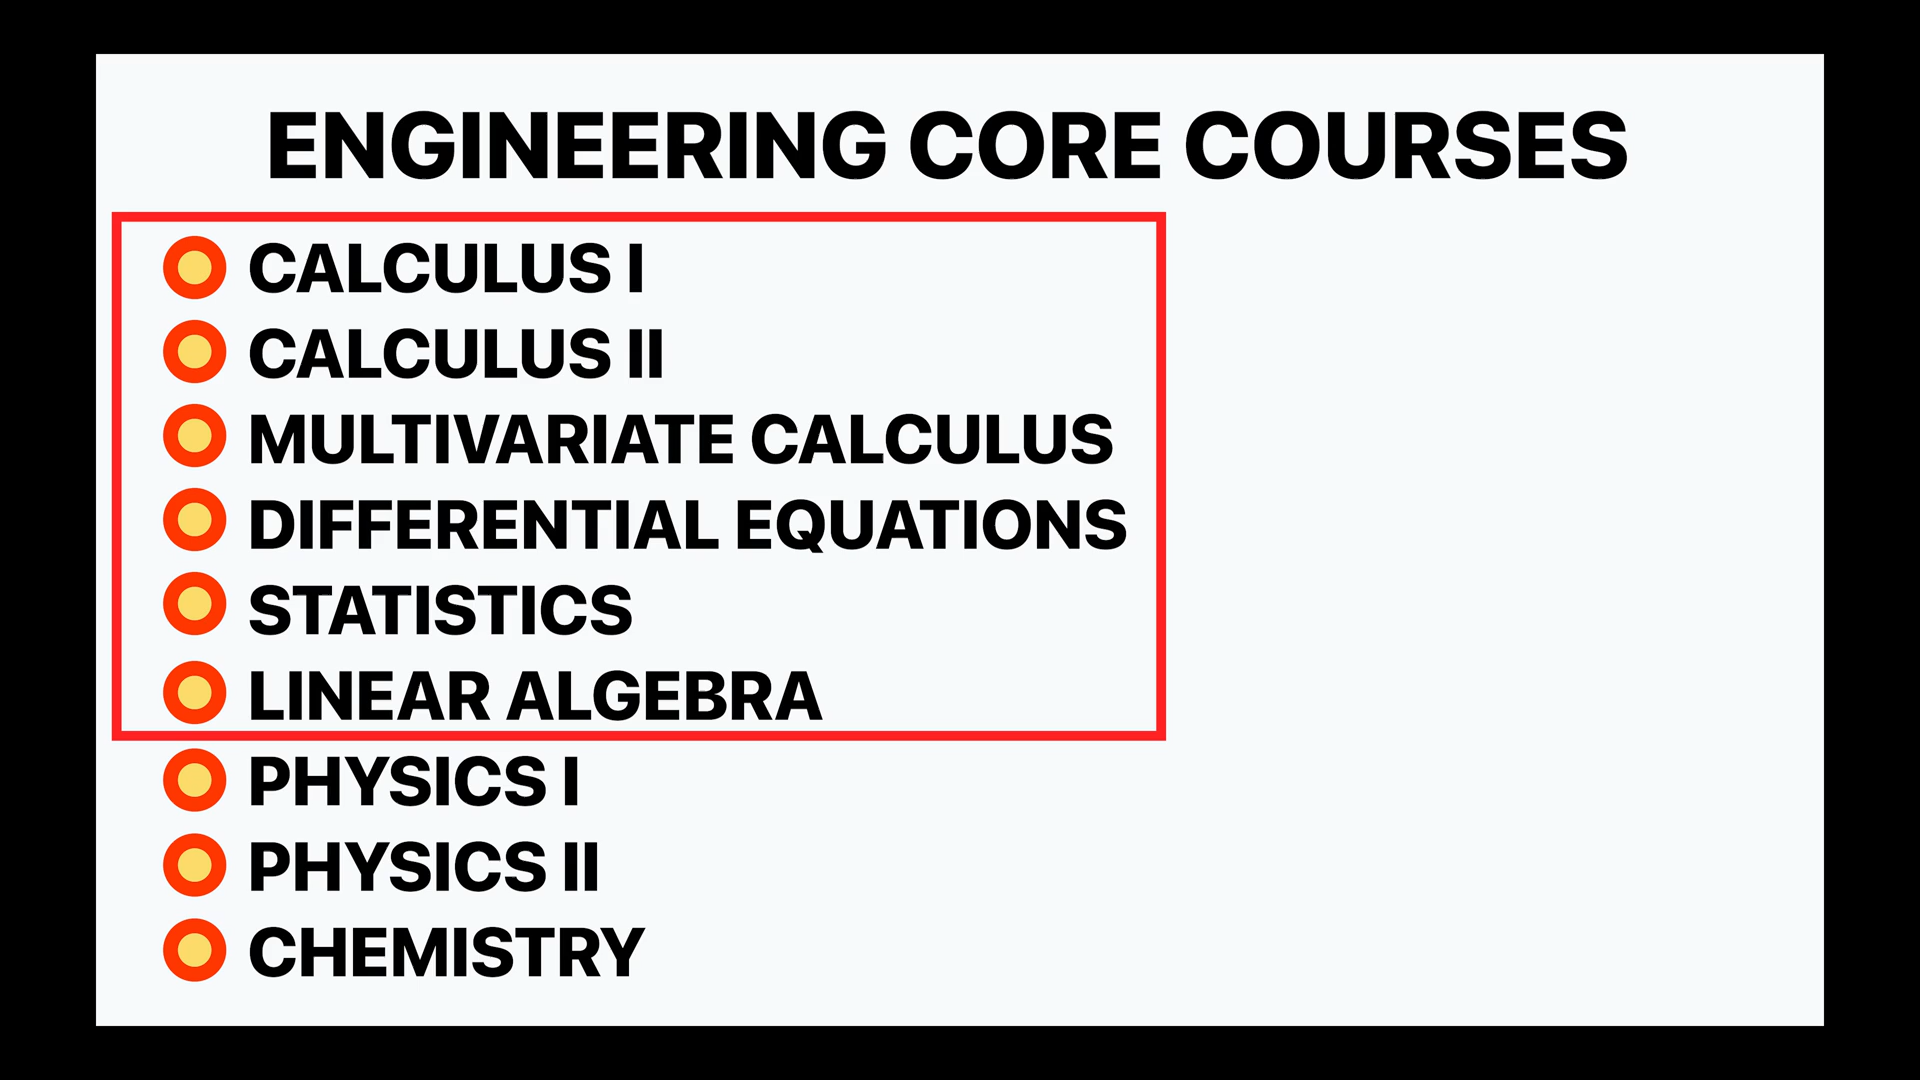 ENGINEERING CORE COURSES
CALCULUS I
CALCULUS II
MULTIVARIATE CALCULUS
DIFFERENTIAL EQUATIONS
STATISTICS
LINEAR ALGEBRA
PHYSICS I
PHYSICS II
CHEMISTRY